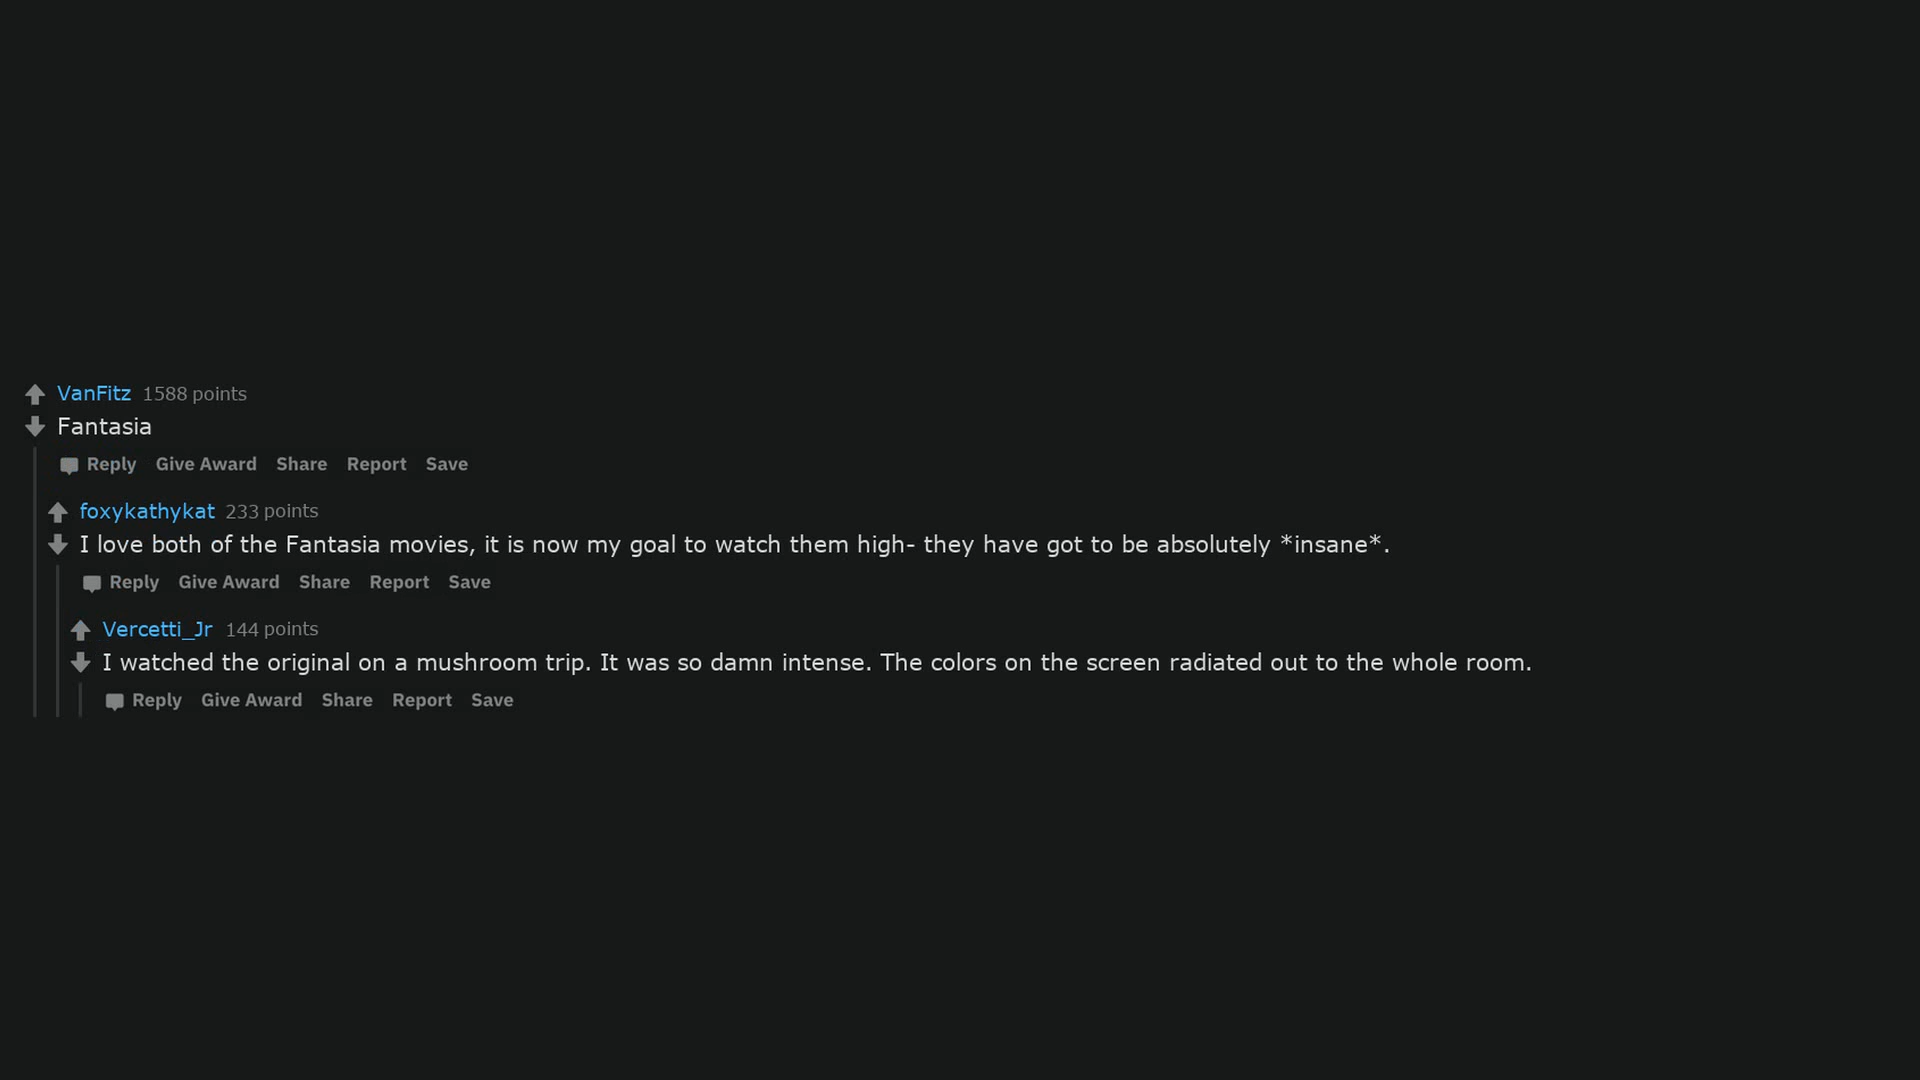 VanFitz 1588 points
Fantasia
Reply Give Award Share Report Save
foxykathykat 233 points
I love both of the Fantasia movies, it is now my goal to watch them high- they have got to be absolutely *insane*.
Reply Give Award Share Report Save
Vercetti_Jr 144 points
I watched the original on a mushroom trip. It was so damn intense. The colors on the screen radiated out to the whole room.
Reply Give Award Share Report Save